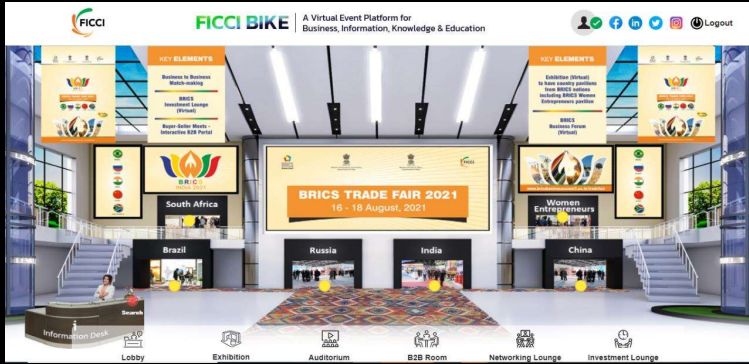 FICCI
FICCI BIKE
A Virtual Event Platform for
Business, Information, Knowledge & Education
Logout
KEY ELEMENTS
Business to Business
Match-making
BRICS
Investment Lounge
(Virtual)
Buyer-Seller Meets –
Interactive B2B Portal
KEY ELEMENTS
Exhibition (Virtual)
to have country pavilions
from BRICS nations
including BRICS Women
Entrepreneurs pavilion
BRICS
Business Forum
(Virtual)
BRICS
INDIA 2021
FICCI
BRICS TRADE FAIR 2021
16 - 18 August, 2021
South Africa
Women
Entrepreneurs
Brazil
Russia
India
China
Search
Information Desk
Lobby
Exhibition
Auditorium
B2B Room
Networking Lounge
Investment Lounge